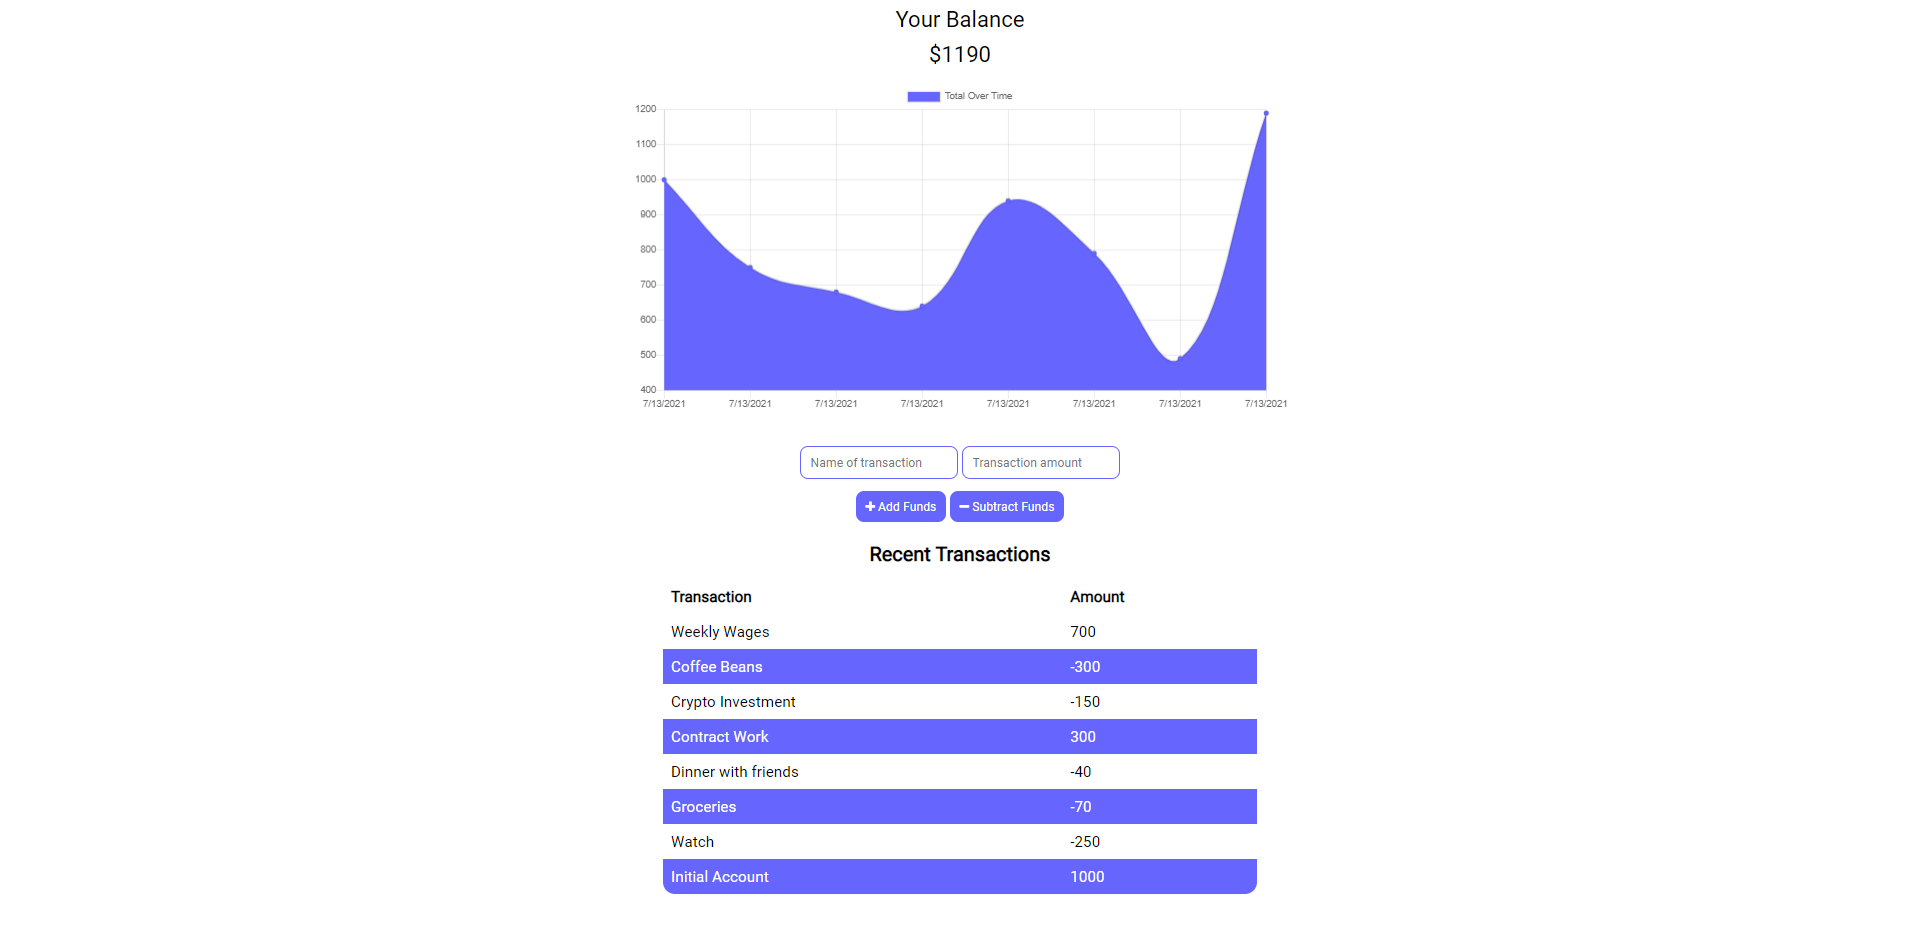 Your Balance
$1190
Total Over Time
1200
1100
1000
900
800
700
600
500
400
7/13/2021 7/13/2021 7/13/2021 7/13/2021 7/13/2021 7/13/2021 7/13/2021 7/13/2021
Name of transaction Transaction amount
Add Funds Subtract Funds
Recent Transactions
Transaction Amount
Weekly Wages 700
Coffee Beans -300
Crypto Investment -150
Contract Work 300
Dinner with friends -40
Groceries -70
Watch -250
Initial Account 1000